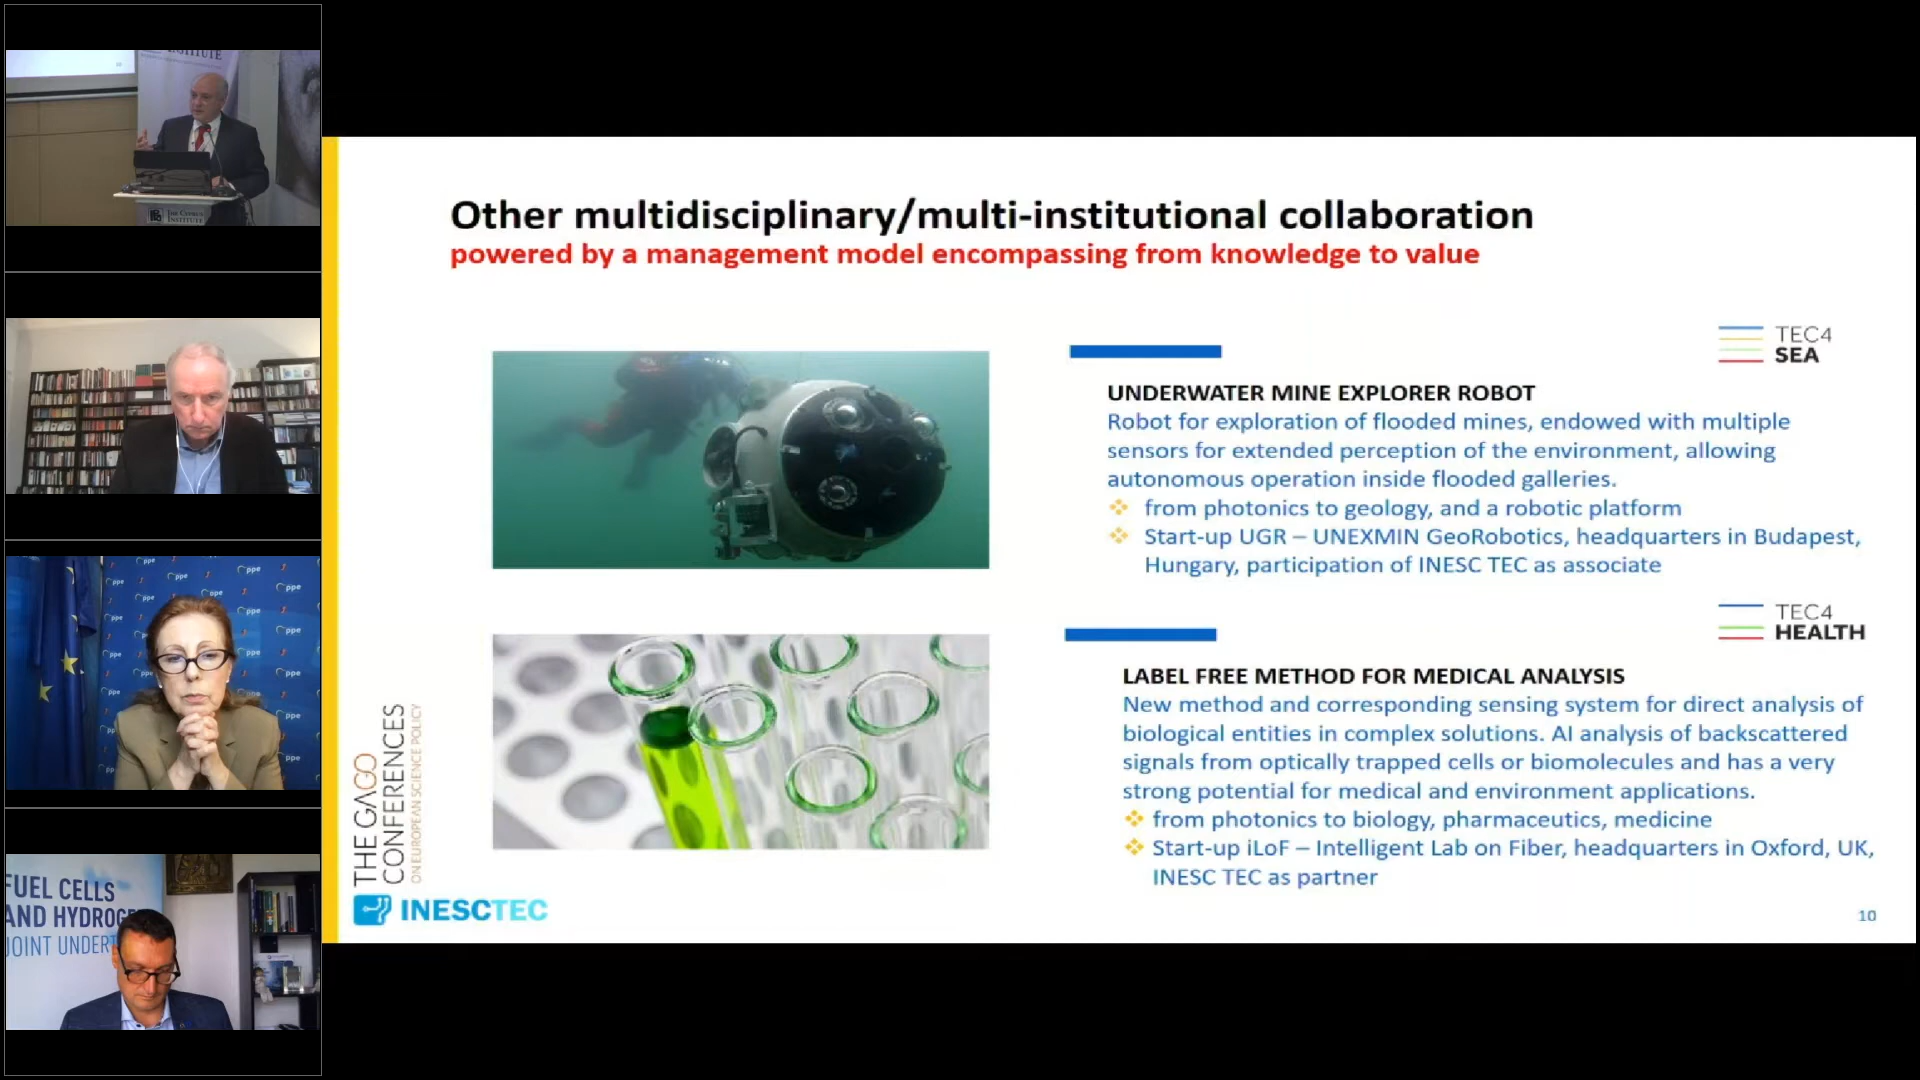 THE CYPRUS
INSTITUTE
FUEL CELLS
AND HYDROGE
JOINT UNDERT
ppe
Other multidisciplinary/multi-institutional collaboration
powered by a management model encompassing from knowledge to value
TEC4
SEA
UNDERWATER MINE EXPLORER ROBOT
Robot for exploration of flooded mines, endowed with multiple
sensors for extended perception of the environment, allowing
autonomous operation inside flooded galleries.
❖ from photonics to geology, and a robotic platform
❖ Start-up UGR – UNEXMIN GeoRobotics, headquarters in Budapest,
Hungary, participation of INESC TEC as associate
TEC4
HEALTH
LABEL FREE METHOD FOR MEDICAL ANALYSIS
New method and corresponding sensing system for direct analysis of
biological entities in complex solutions. AI analysis of backscattered
signals from optically trapped cells or biomolecules and has a very
strong potential for medical and environment applications.
❖ from photonics to biology, pharmaceutics, medicine
❖ Start-up iLoF – Intelligent Lab on Fiber, headquarters in Oxford, UK,
INESC TEC as partner
THE GAGO
CONFERENCES
ON EUROPEAN SCIENCE POLICY
INESCTEC
10